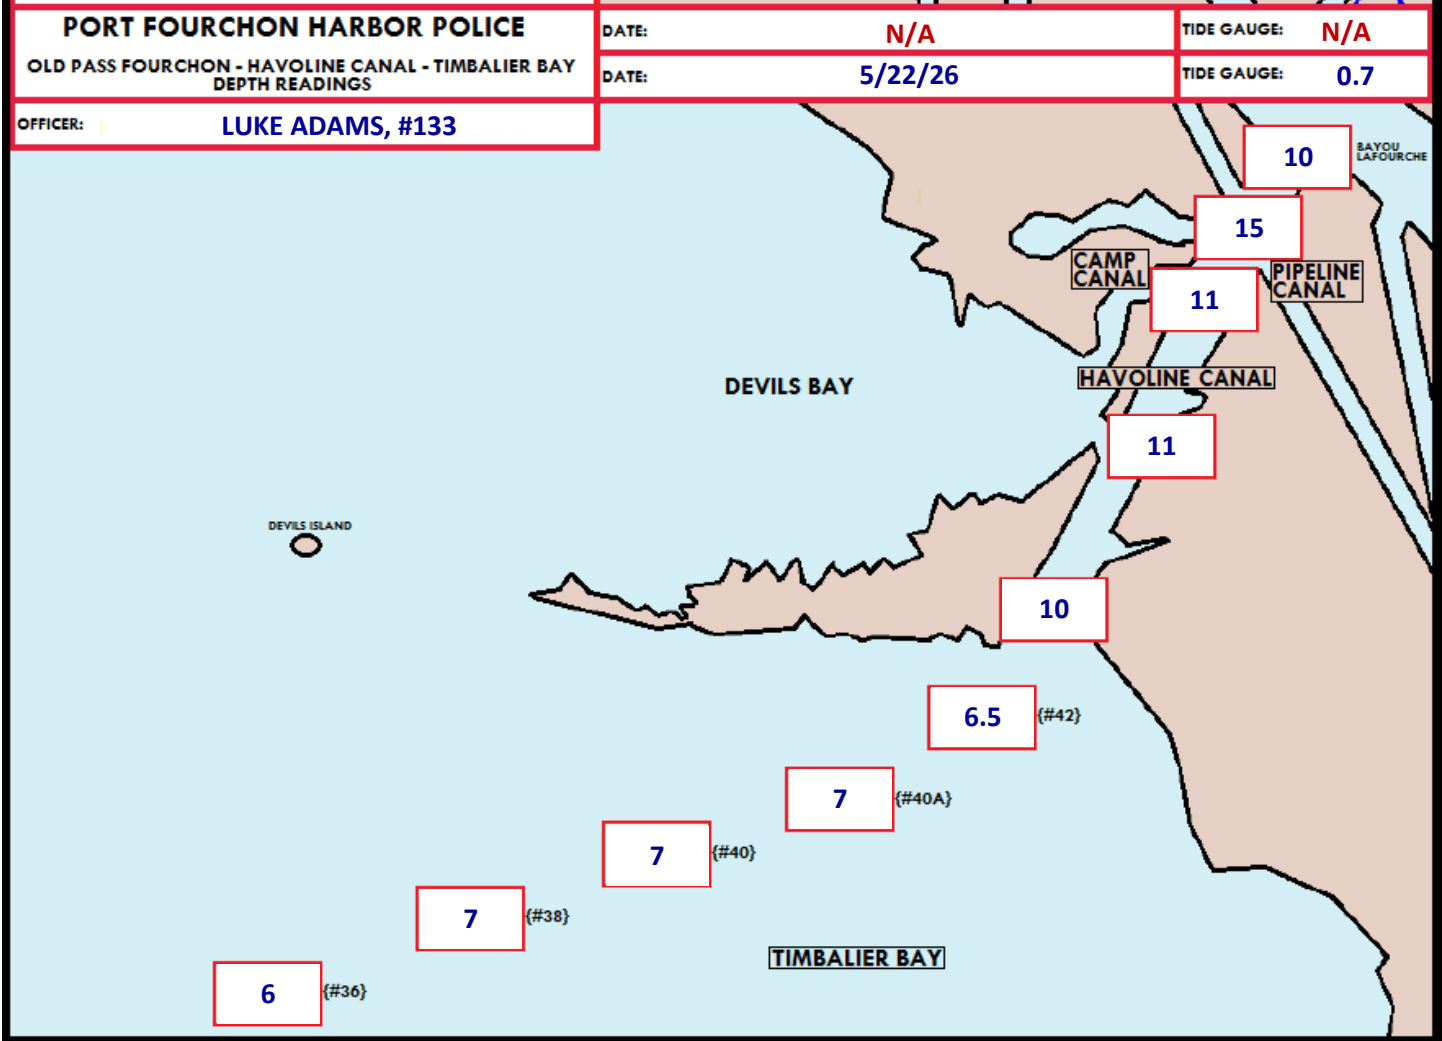 PORT FOURCHON HARBOR POLICE
OLD PASS FOURCHON - HAVOLINE CANAL - TIMBALIER BAY
DEPTH READINGS
DATE: N/A TIDE GAUGE: N/A
DATE: 5/22/26 TIDE GAUGE: 0.7
OFFICER: LUKE ADAMS, #133
10
BAYOU
LAFOURCHE
15
CAMP
CANAL
PIPELINE
CANAL
11
HAVOLINE CANAL
DEVILS BAY
11
DEVILS ISLAND
10
6.5 {#42}
7 {#40A}
7 {#40}
7 {#38}
TIMBALIER BAY
6 {#36}